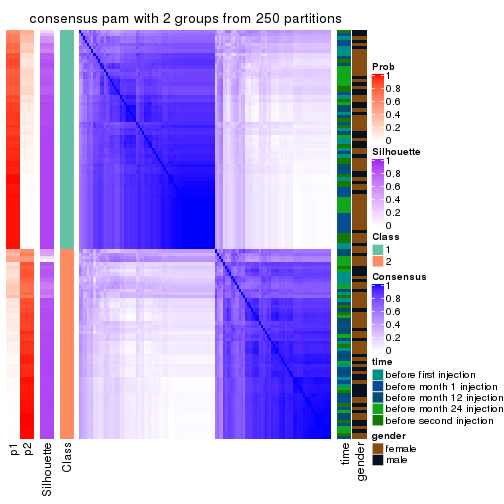 consensus pam with 2 groups from 250 partitions
Prob
1
0.8
0.6
0.4
0.2
0
Silhouette
1
0.8
0.6
0.4
0.2
0
Class
1
2
Consensus
1
0.8
0.6
0.4
0.2
0
time
before first injection
before month 1 injection
before month 12 injection
before month 24 injection
before second injection
gender
female
male
p1
p2
Silhouette
Class
time
gender